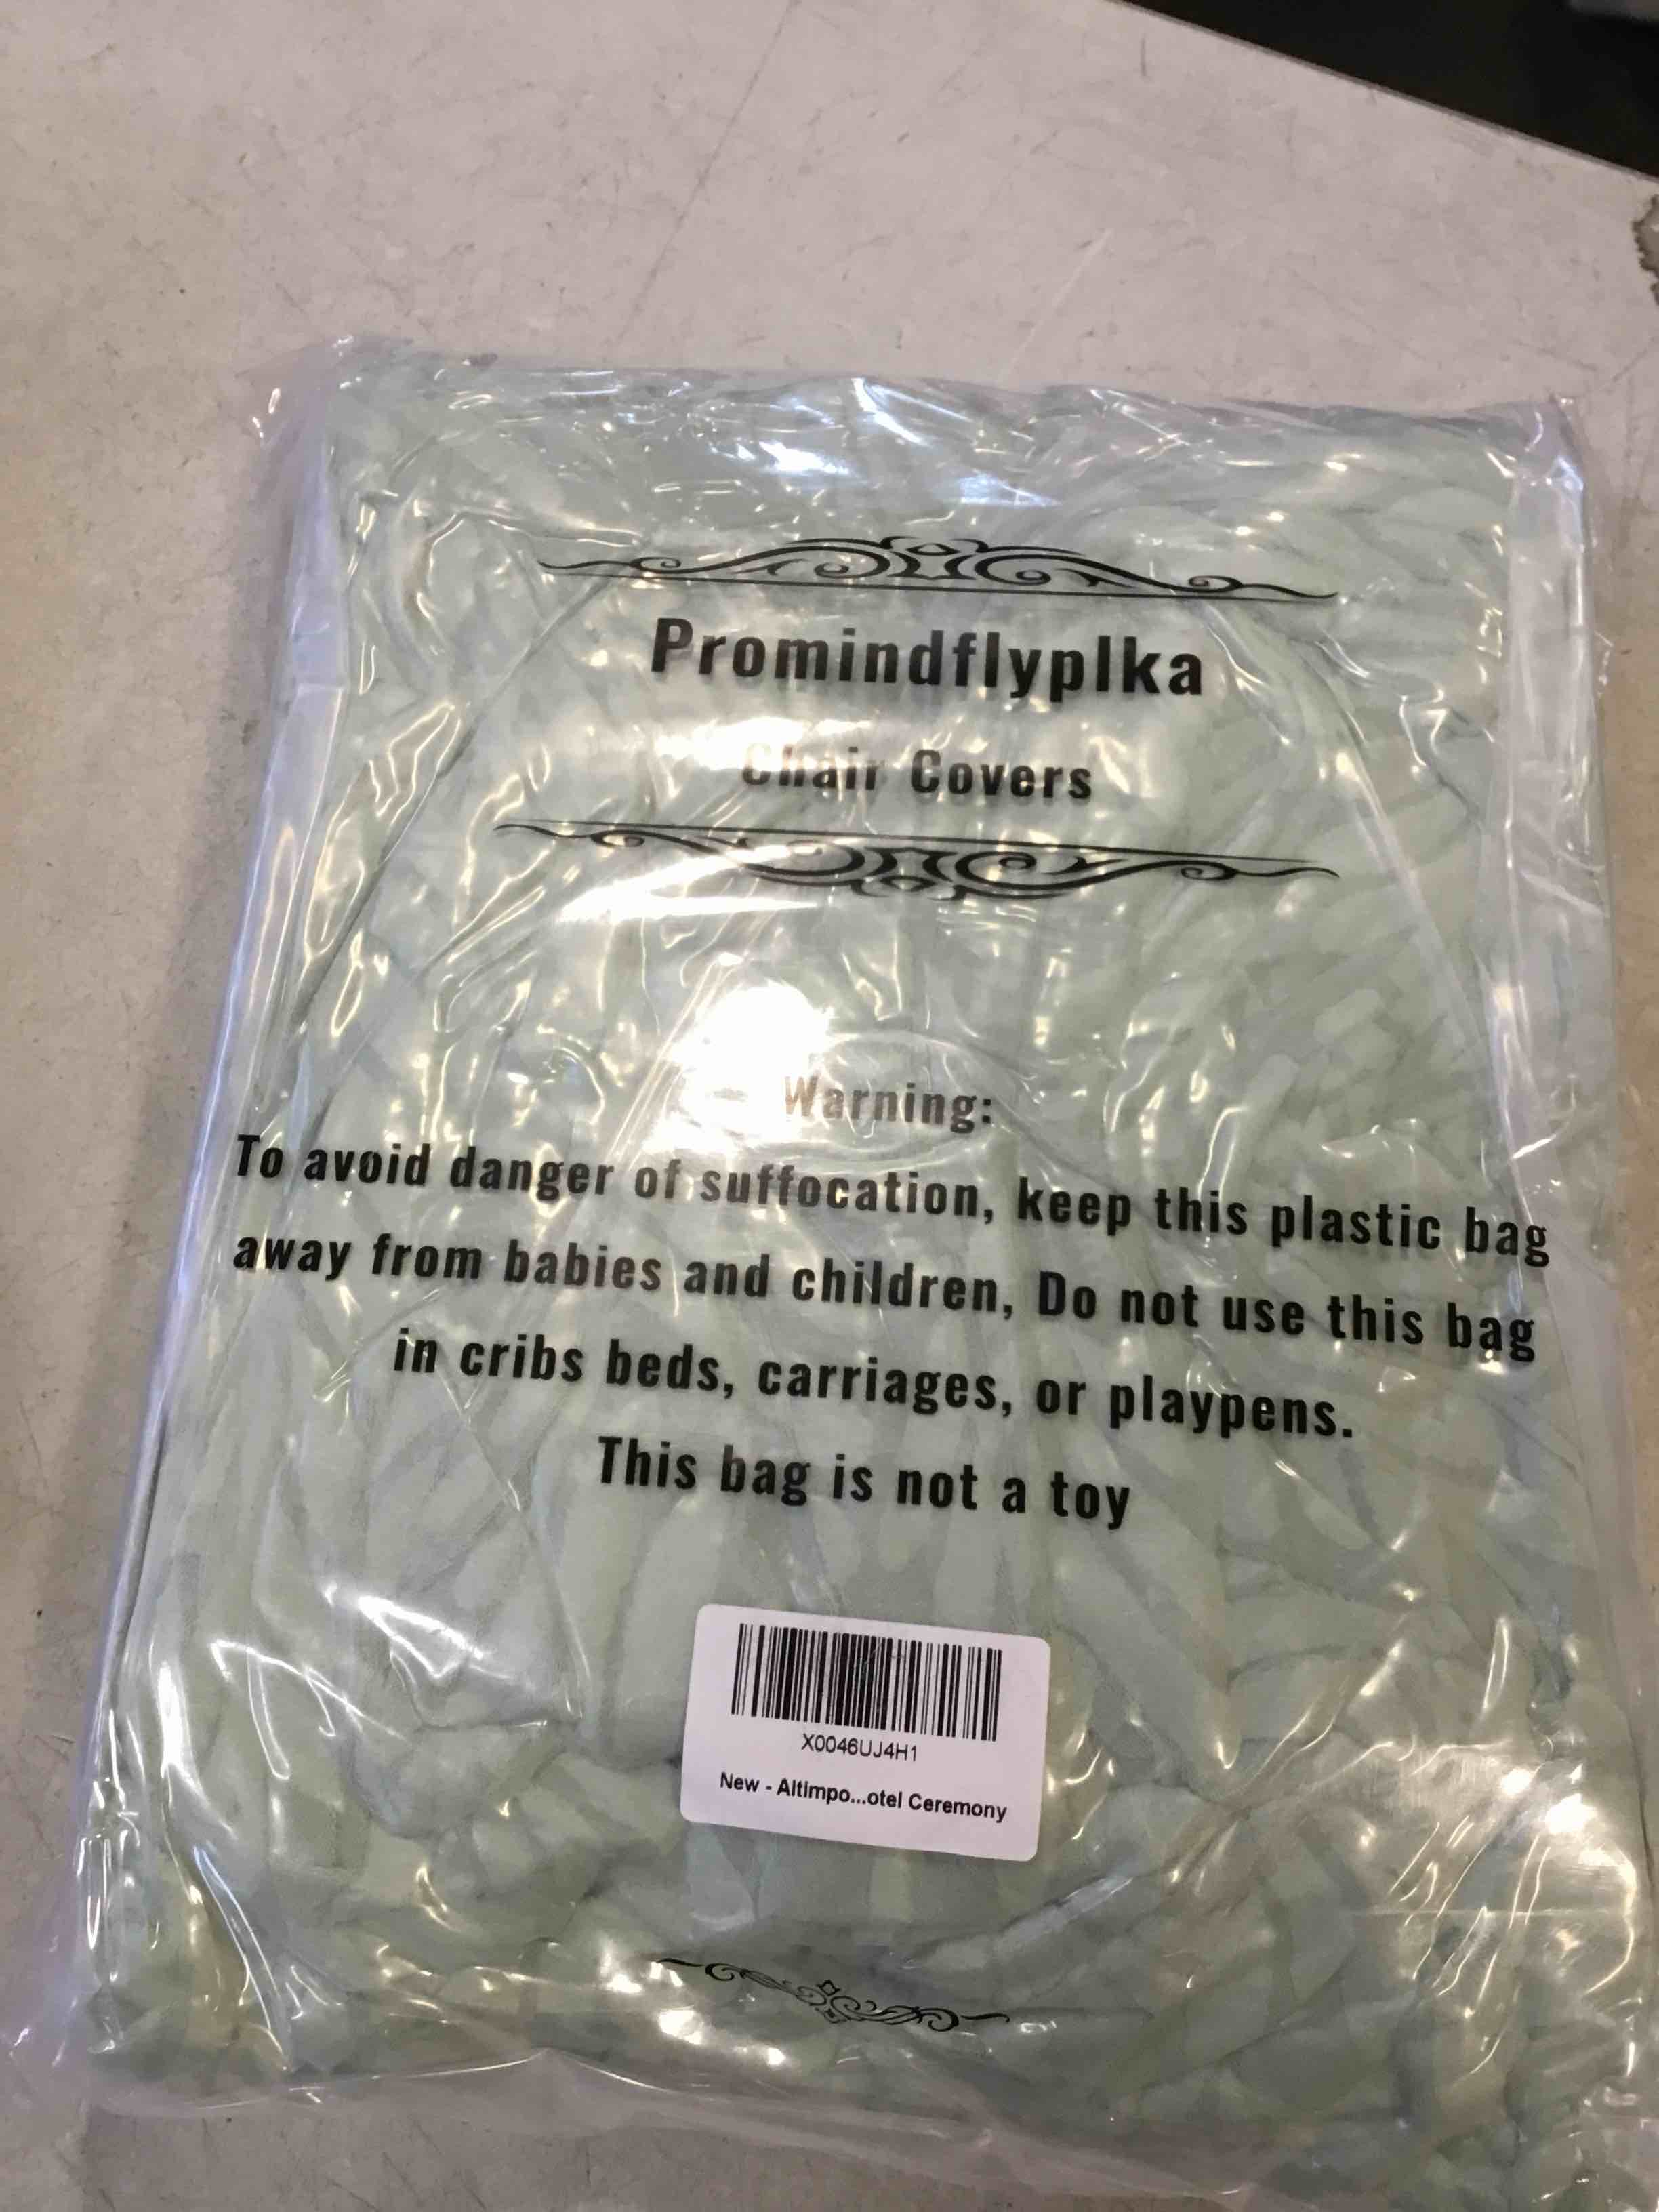 Promindflyplka
Chair Covers
Warning:
To avoid danger of suffocation, keep this plastic bag
away from babies and children, Do not use this bag
in cribs beds, carriages, or playpens.
This bag is not a toy
X0046UJ4H1
New - Altimpo...otel Ceremony